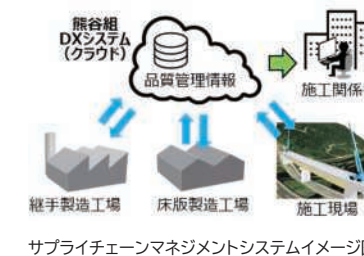 熊谷組
DXシステム
(クラウド)
品質管理情報
施工関係
継手製造工場
床版製造工場
施工現場
サプライチェーンマネジメントシステムイメージ